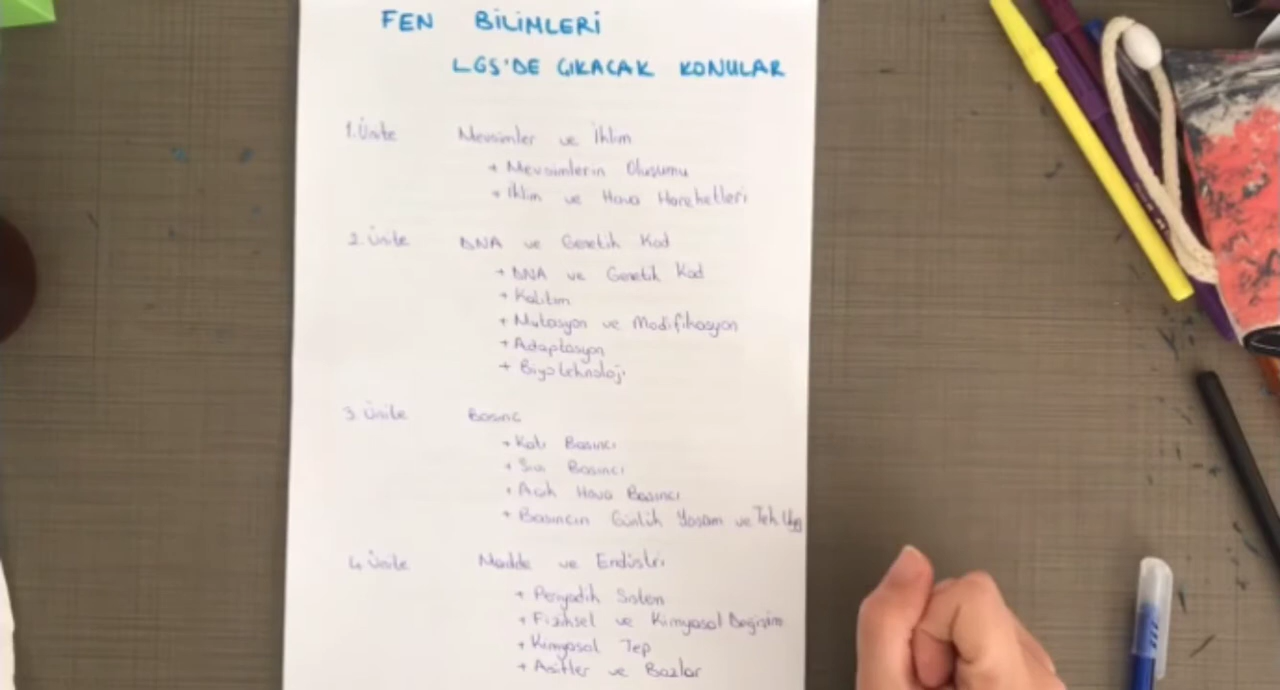 FEN BİLİMLERİ
LGS'DE ÇIKACAK KONULAR
1. Ünite Mevsimler ve İklim
+ Mevsimlerin Oluşumu
+ İklim ve Hava Hareketleri
2. Ünite DNA ve Genetik Kod
+ DNA ve Genetik Kod
+ Kalıtım
+ Mutasyon ve Modifikasyon
+ Adaptasyon
+ Biyoteknoloji
3. Ünite Basınç
+ Katı Basıncı
+ Sıvı Basıncı
+ Açık Hava Basıncı
+ Basıncın Günlük Yaşam ve Tek. Uyg
4. Ünite Madde ve Endüstri
+ Periyodik Sistem
+ Fiziksel ve Kimyasal Değişim
+ Kimyasal Tep
+ Asitler ve Bazlar